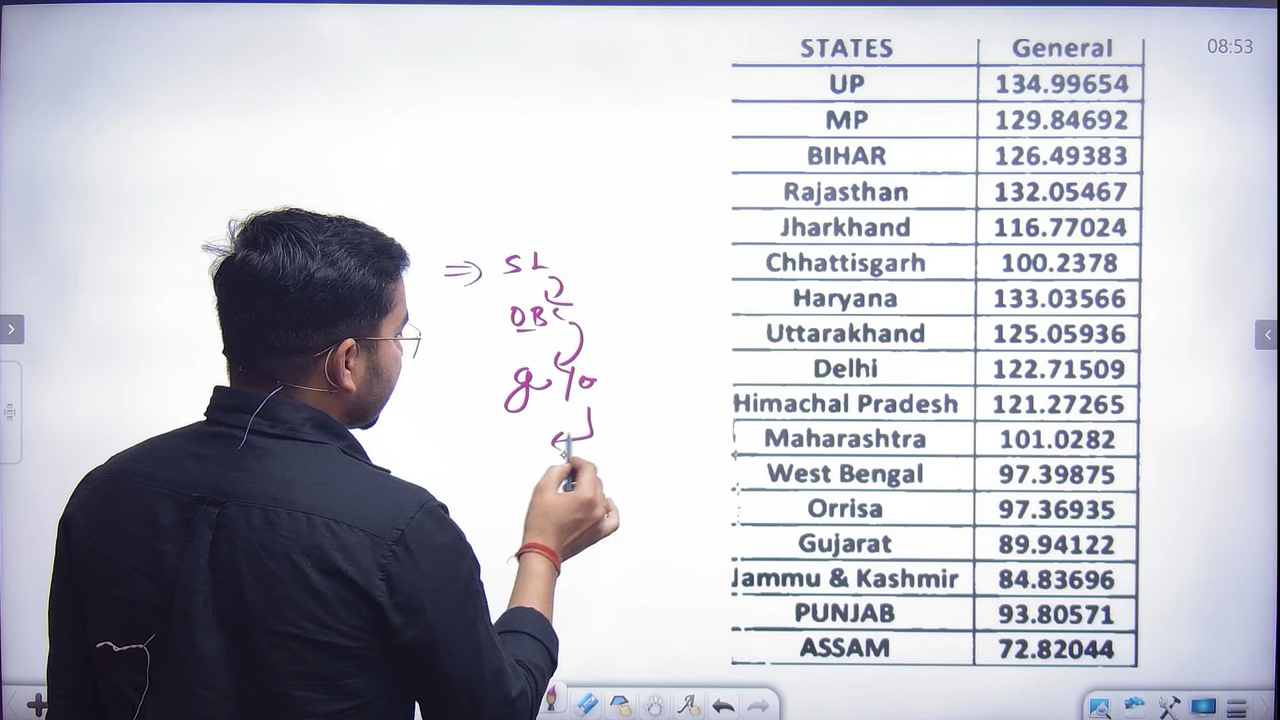 STATES General
UP 134.99654
MP 129.84692
BIHAR 126.49383
Rajasthan 132.05467
Jharkhand 116.77024
Chhattisgarh 100.2378
Haryana 133.03566
Uttarakhand 125.05936
Delhi 122.71509
Himachal Pradesh 121.27265
Maharashtra 101.0282
West Bengal 97.39875
Orrisa 97.36935
Gujarat 89.94122
Jammu & Kashmir 84.83696
PUNJAB 93.80571
ASSAM 72.82044
08:53
⇒ SL
OBC